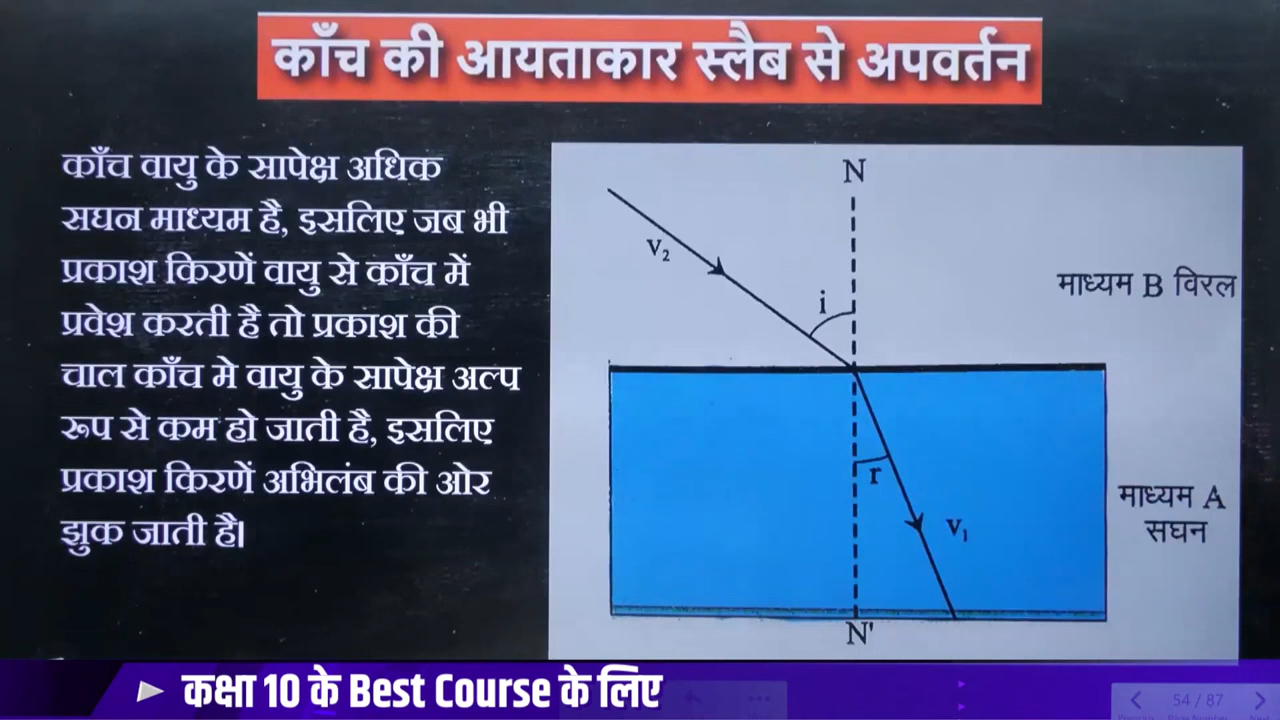 काँच की आयताकार स्लैब से अपवर्तन
काँच वायु के सापेक्ष अधिक
सघन माध्यम है, इसलिए जब भी
प्रकाश किरणें वायु से काँच में
प्रवेश करती है तो प्रकाश की
चाल काँच मे वायु के सापेक्ष अल्प
रूप से कम हो जाती है, इसलिए
प्रकाश किरणें अभिलंब की ओर
झुक जाती है।
N
v₂
i
माध्यम B विरल
r
v₁
माध्यम A
सघन
N'
कक्षा 10 के Best Course के लिए
54 / 87